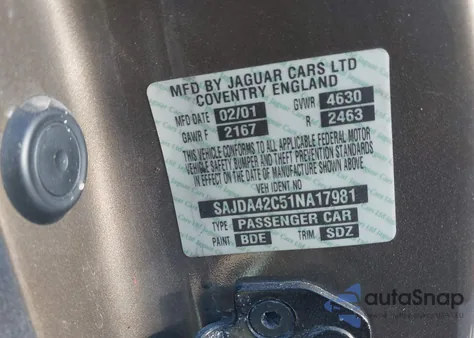 MFD BY JAGUAR CARS LTD
COVENTRY ENGLAND
MFD DATE 02/01 GVWR 4630
GAWR F 2167 R 2463
THIS VEHICLE CONFORMS TO ALL APPLICABLE FEDERAL MOTOR
VEHICLE SAFETY BUMPER AND THEFT PREVENTION STANDARDS
IN EFFECT ON THE DATE OF MANUFACTURE SHOWN ABOVE.
VEH IDENT NO.
SAJDA42C51NA17981
TYPE PASSENGER CAR
PAINT BDE TRIM SDZ
autoSnap